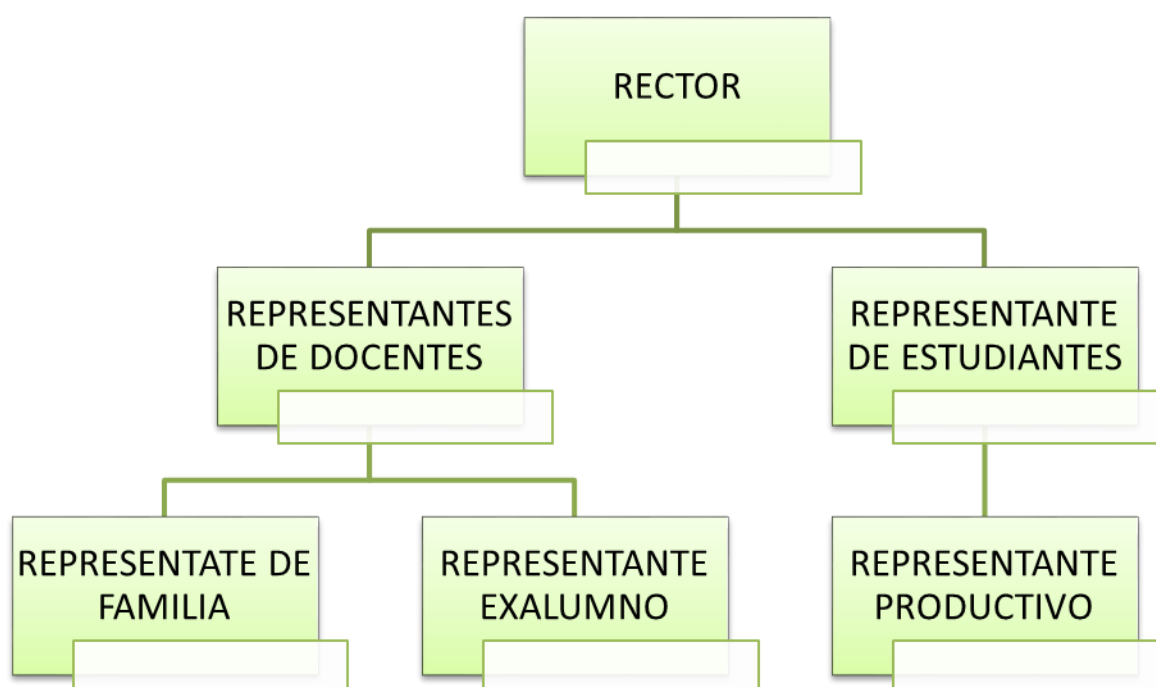 RECTOR
REPRESENTANTES
DE DOCENTES
REPRESENTANTE
DE ESTUDIANTES
REPRESENTATE DE
FAMILIA
REPRESENTANTE
EXALUMNO
REPRESENTANTE
PRODUCTIVO